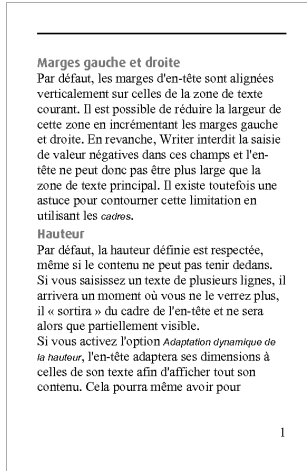 Marges gauche et droite
Par défaut, les marges d'en-tête sont alignées
verticalement sur celles de la zone de texte
courant. Il est possible de réduire la largeur de
cette zone en incrémentant les marges gauche
et droite. En revanche, Writer interdit la saisie
de valeur négatives dans ces champs et l'en-
tête ne peut donc pas être plus large que la
zone de texte principal. Il existe toutefois une
astuce pour contourner cette limitation en
utilisant les cadres.
Hauteur
Par défaut, la hauteur définie est respectée,
même si le contenu ne peut pas tenir dedans.
Si vous saisissez un texte de plusieurs lignes, il
arrivera un moment où vous ne le verrez plus,
il « sortira » du cadre de l'en-tête et ne sera
alors que partiellement visible.
Si vous activez l'option Adaptation dynamique de
la hauteur, l'en-tête adaptera ses dimensions à
celles de son texte afin d'afficher tout son
contenu. Cela pourra même avoir pour
1